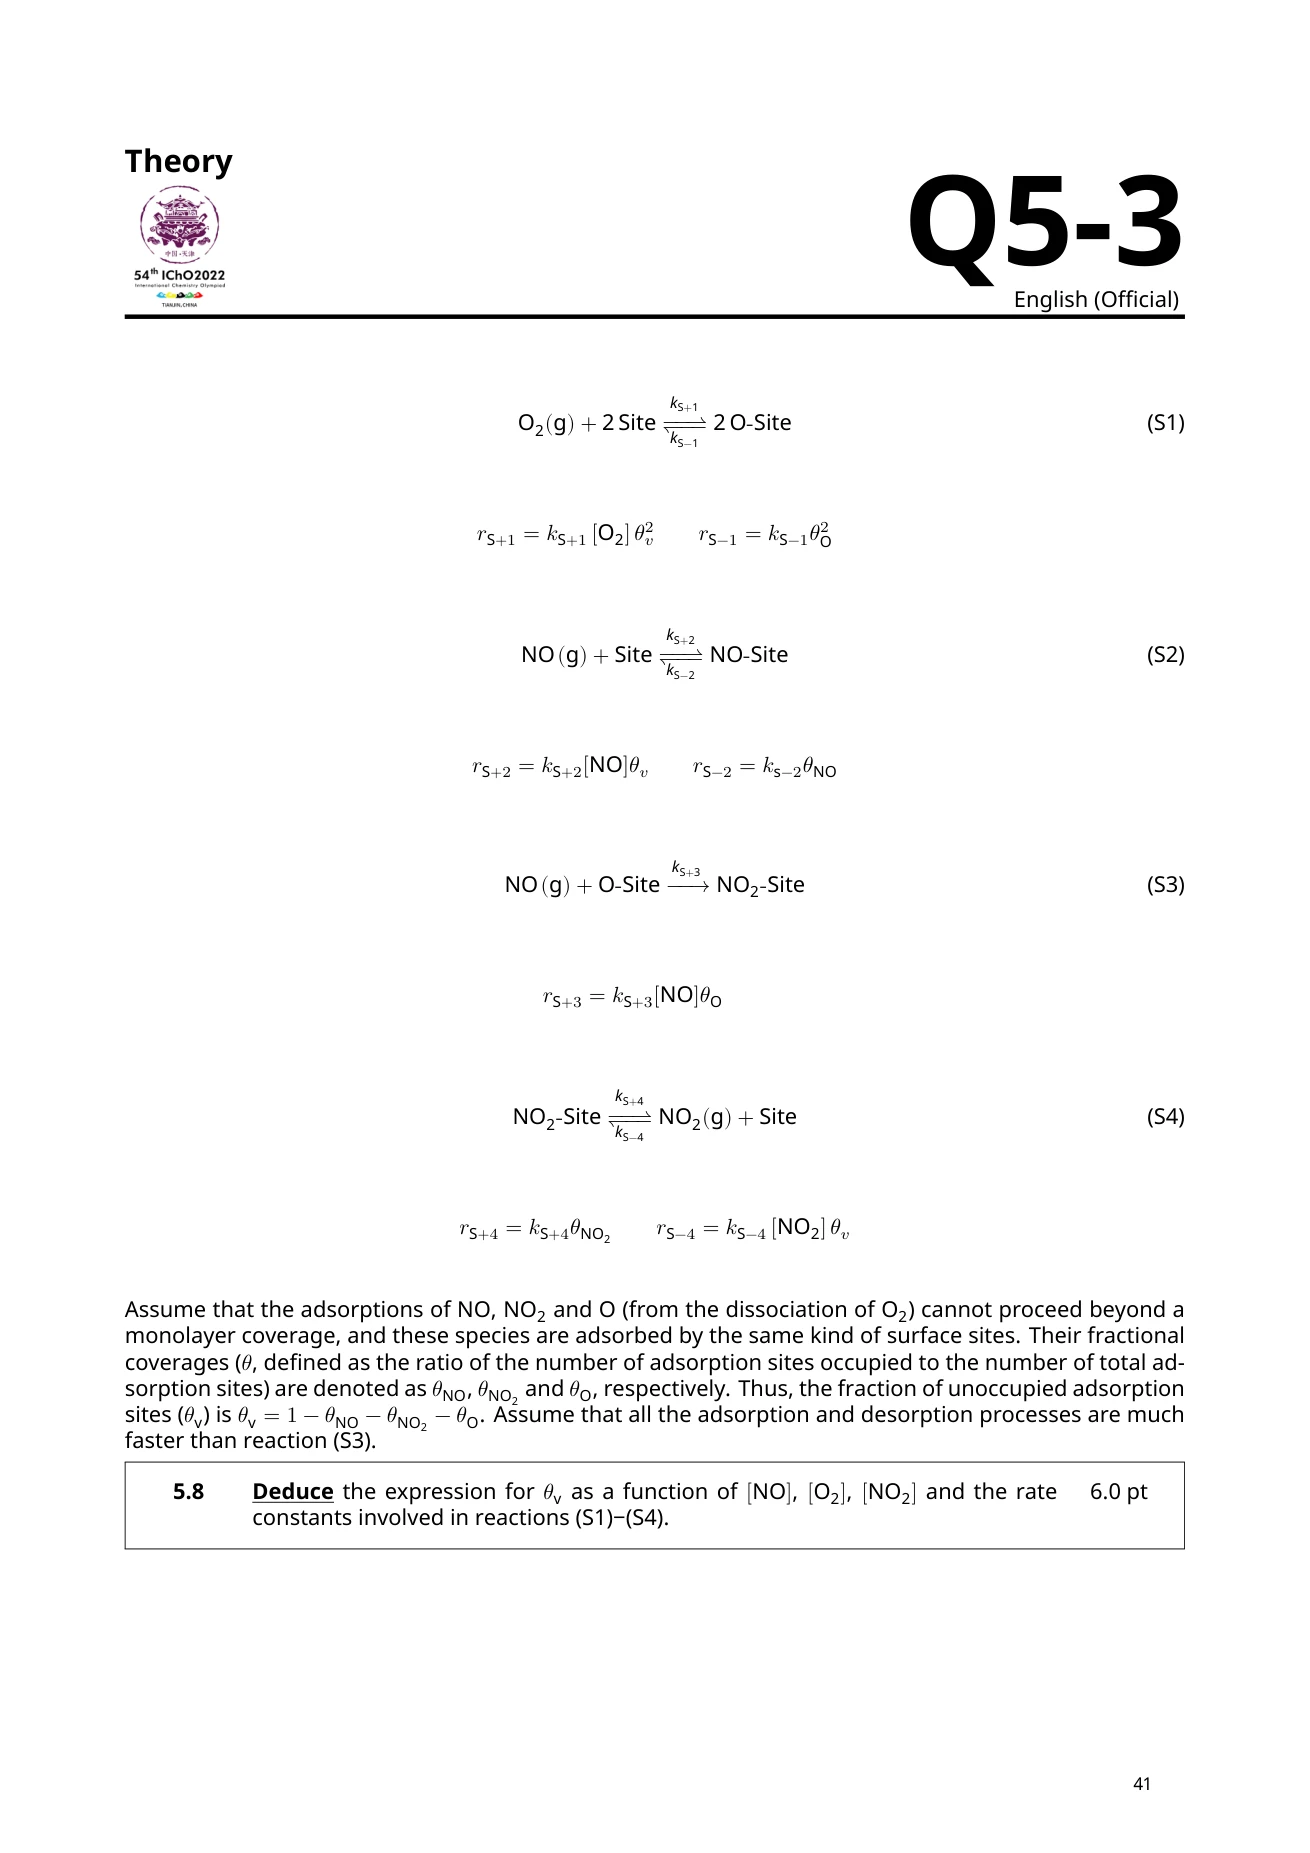 Theory
Q5-3
中国·天津
54th IChO2022
International Chemistry Olympiad
TIANJIN, CHINA
English (Official)
O₂(g) + 2 Site ⇌ 2 O-Site (kS+1, kS−1) (S1)
rS+1 = kS+1 [O₂] θᵥ² rS−1 = kS−1θO²
NO(g) + Site ⇌ NO-Site (kS+2, kS−2) (S2)
rS+2 = kS+2[NO]θᵥ rS−2 = ks−2θNO
NO(g) + O-Site → NO₂-Site (kS+3) (S3)
rS+3 = kS+3[NO]θO
NO₂-Site ⇌ NO₂(g) + Site (kS+4, kS−4) (S4)
rS+4 = kS+4θNO₂ rS−4 = kS−4 [NO₂] θᵥ
Assume that the adsorptions of NO, NO₂ and O (from the dissociation of O₂) cannot proceed beyond a
monolayer coverage, and these species are adsorbed by the same kind of surface sites. Their fractional
coverages (θ, defined as the ratio of the number of adsorption sites occupied to the number of total ad-
sorption sites) are denoted as θNO, θNO₂ and θO, respectively. Thus, the fraction of unoccupied adsorption
sites (θᵥ) is θᵥ = 1 − θNO − θNO₂ − θO. Assume that all the adsorption and desorption processes are much
faster than reaction (S3).
5.8 Deduce the expression for θᵥ as a function of [NO], [O₂], [NO₂] and the rate 6.0 pt
constants involved in reactions (S1)−(S4).
41